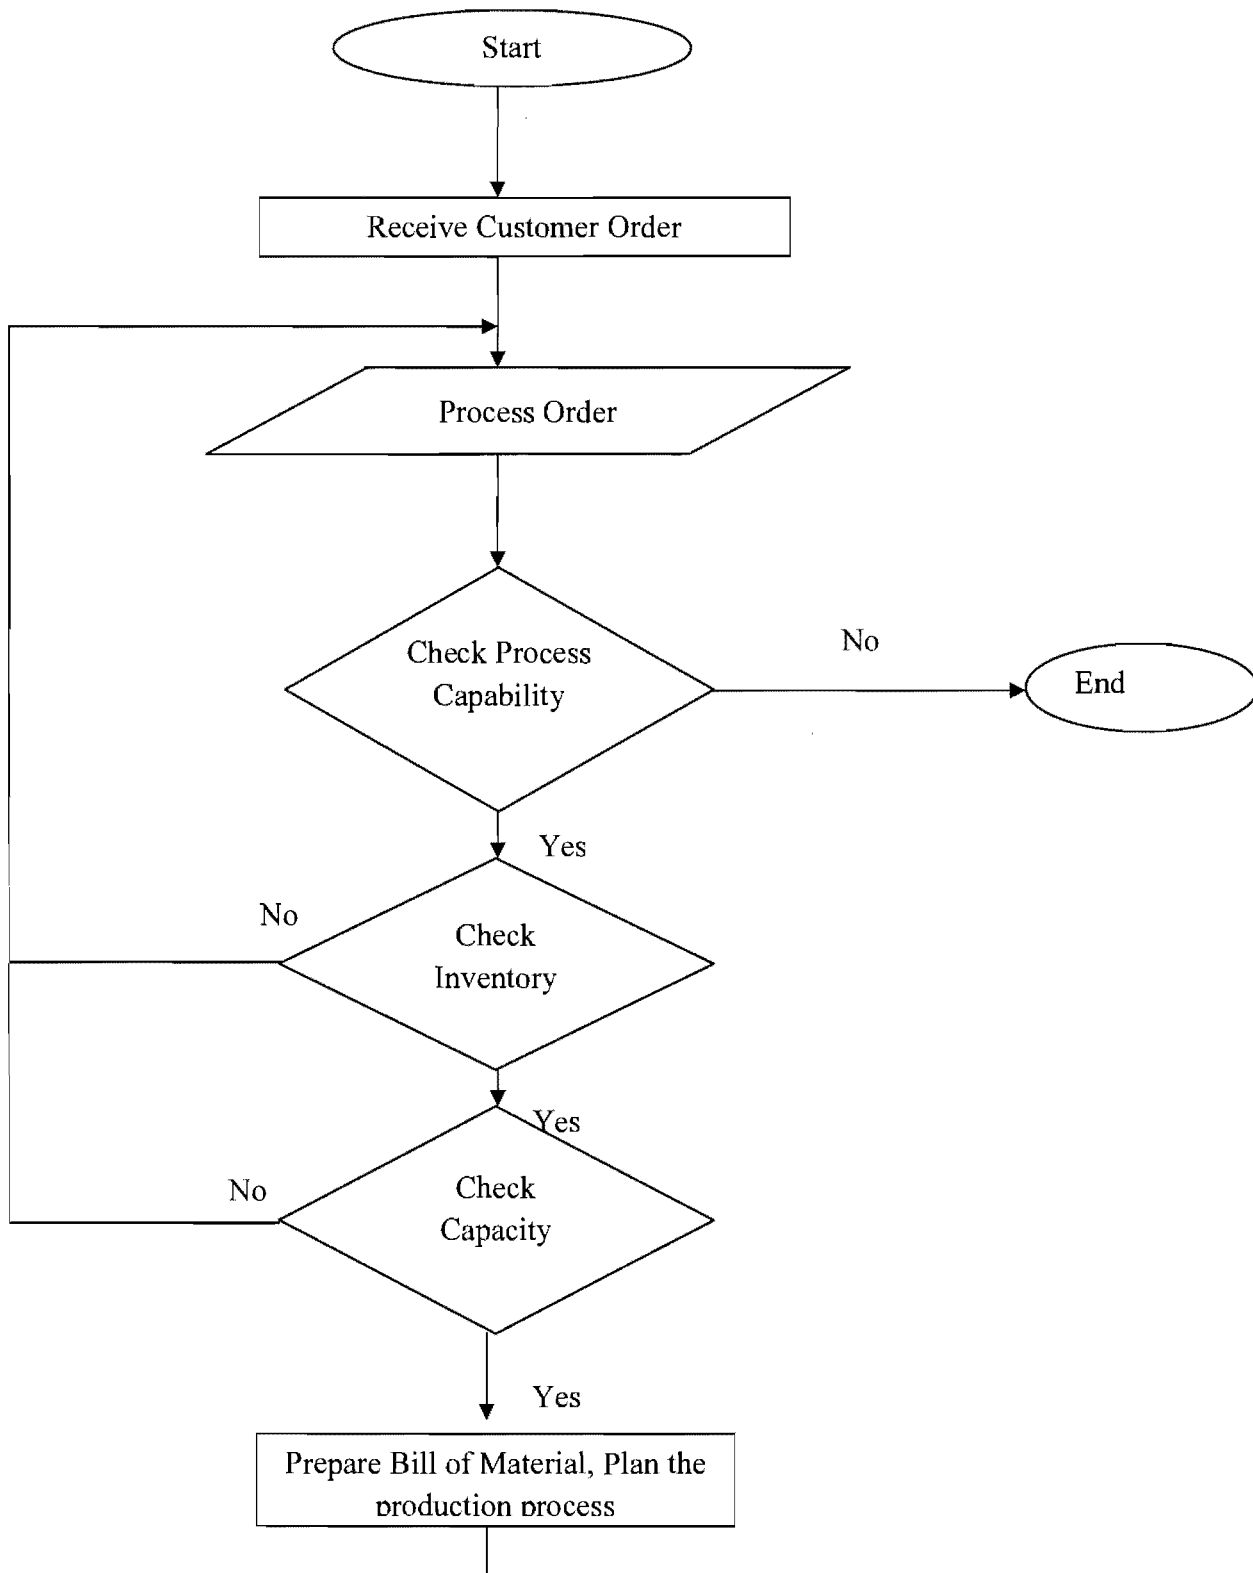 Start
Receive Customer Order
Process Order
Check Process
Capability
No
End
Yes
No
Check
Inventory
Yes
No
Check
Capacity
Yes
Prepare Bill of Material, Plan the
production process